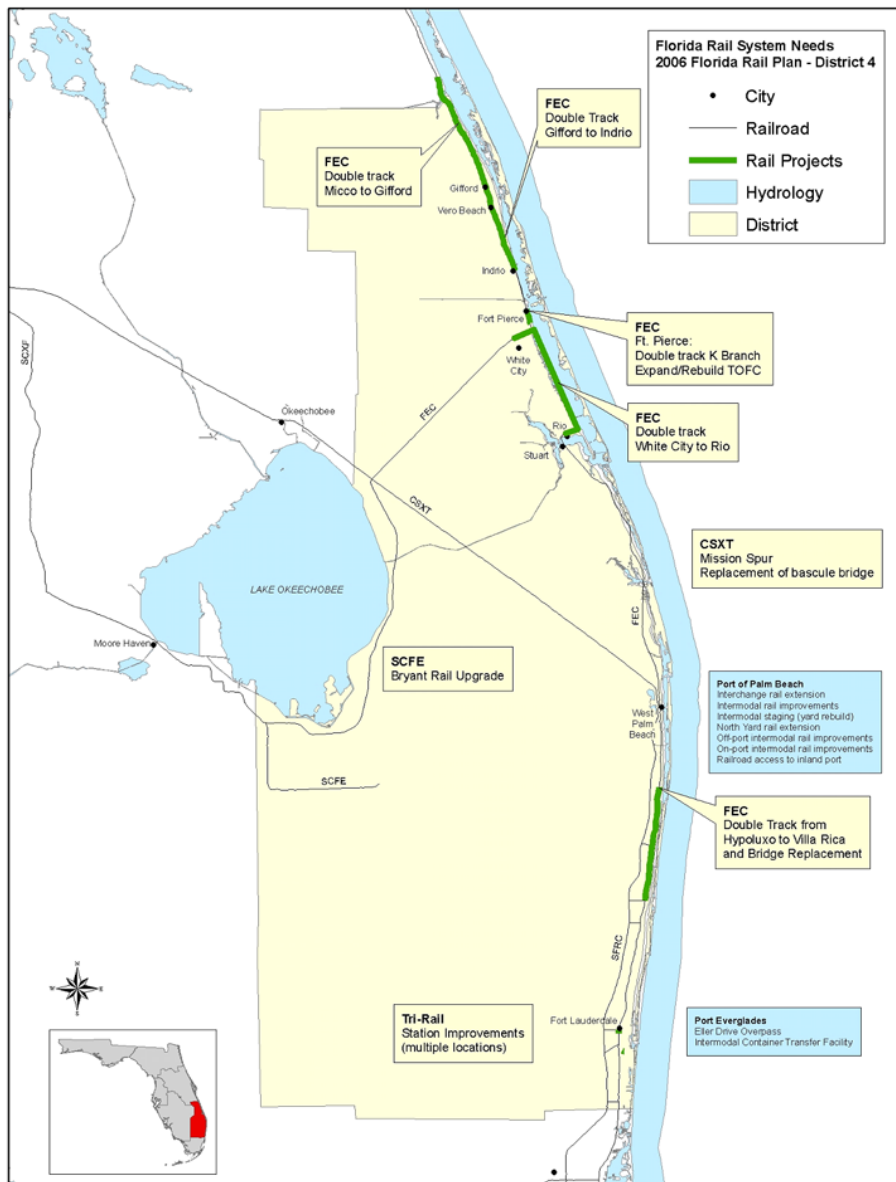 Florida Rail System Needs
2006 Florida Rail Plan - District 4
City
Railroad
Rail Projects
Hydrology
District
FEC
Double Track
Gifford to Indrio
FEC
Double track
Micco to Gifford
Gifford
Vero Beach
Indrio
Fort Pierce
White
City
FEC
Ft. Pierce:
Double track K Branch
Expand/Rebuild TOFC
FEC
Double track
White City to Rio
SCXF
Okeechobee
FEC
Rio
Stuart
CSXT
CSXT
Mission Spur
Replacement of bascule bridge
LAKE OKEECHOBEE
FEC
Moore Haven
SCFE
Bryant Rail Upgrade
Port of Palm Beach
Interchange rail extension
Intermodal rail improvements
Intermodal staging (yard rebuild)
North Yard rail extension
Off-port intermodal rail improvements
On-port intermodal rail improvements
Railroad access to inland port
West
Palm
Beach
SCFE
FEC
Double Track from
Hypoluxo to Villa Rica
and Bridge Replacement
SFRC
N
W
E
S
Tri-Rail
Station Improvements
(multiple locations)
Fort Lauderdale
Port Everglades
Eller Drive Overpass
Intermodal Container Transfer Facility